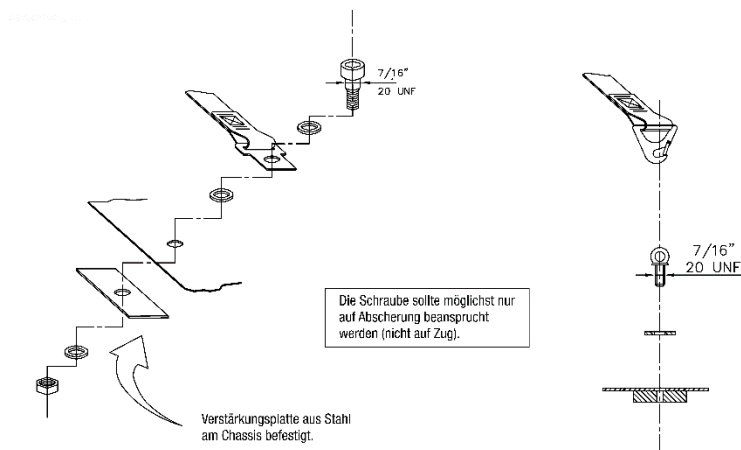 7/16"
20 UNF
7/16"
20 UNF
Die Schraube sollte möglichst nur
auf Abscherung beansprucht
werden (nicht auf Zug).
Verstärkungsplatte aus Stahl
am Chassis befestigt.